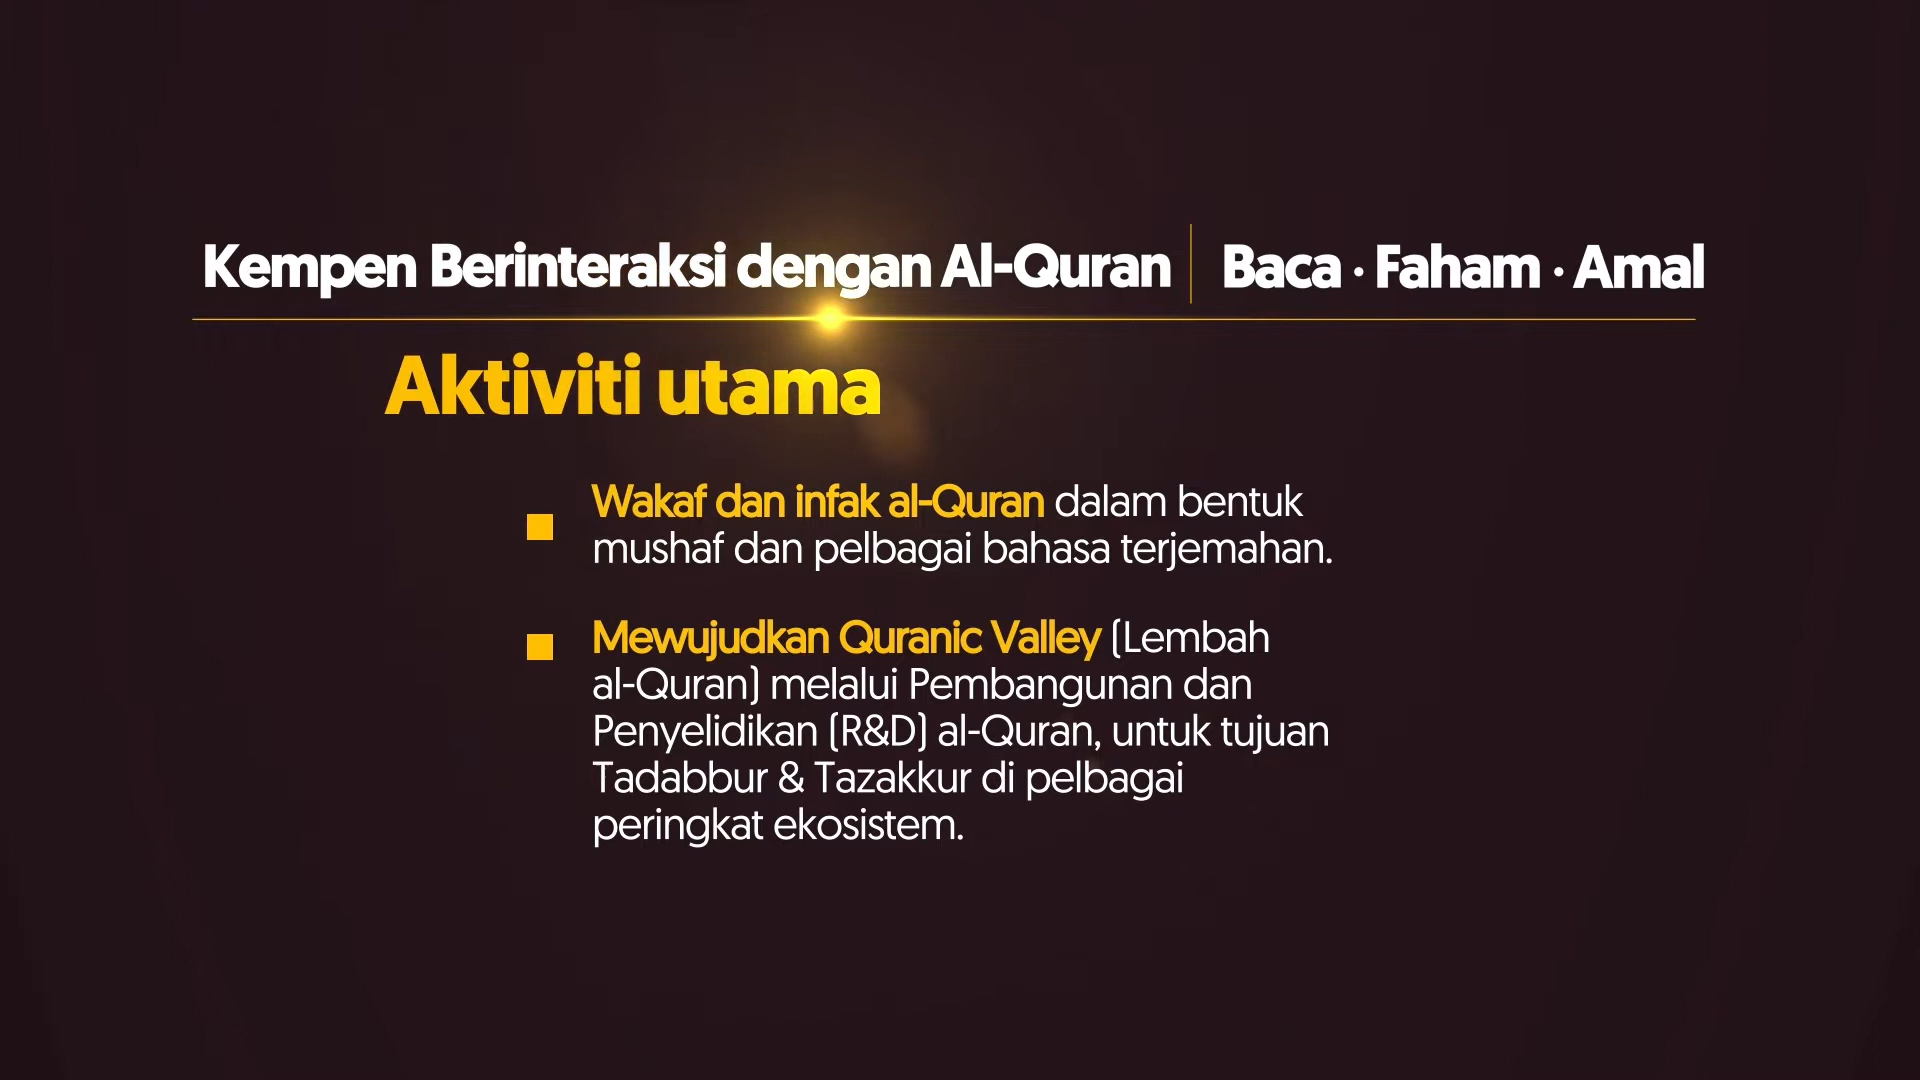 Kempen Berinteraksi dengan Al-Quran | Baca · Faham · Amal
Aktiviti utama
Wakaf dan infak al-Quran dalam bentuk
mushaf dan pelbagai bahasa terjemahan.
Mewujudkan Quranic Valley (Lembah
al-Quran) melalui Pembangunan dan
Penyelidikan (R&D) al-Quran, untuk tujuan
Tadabbur & Tazakkur di pelbagai
peringkat ekosistem.